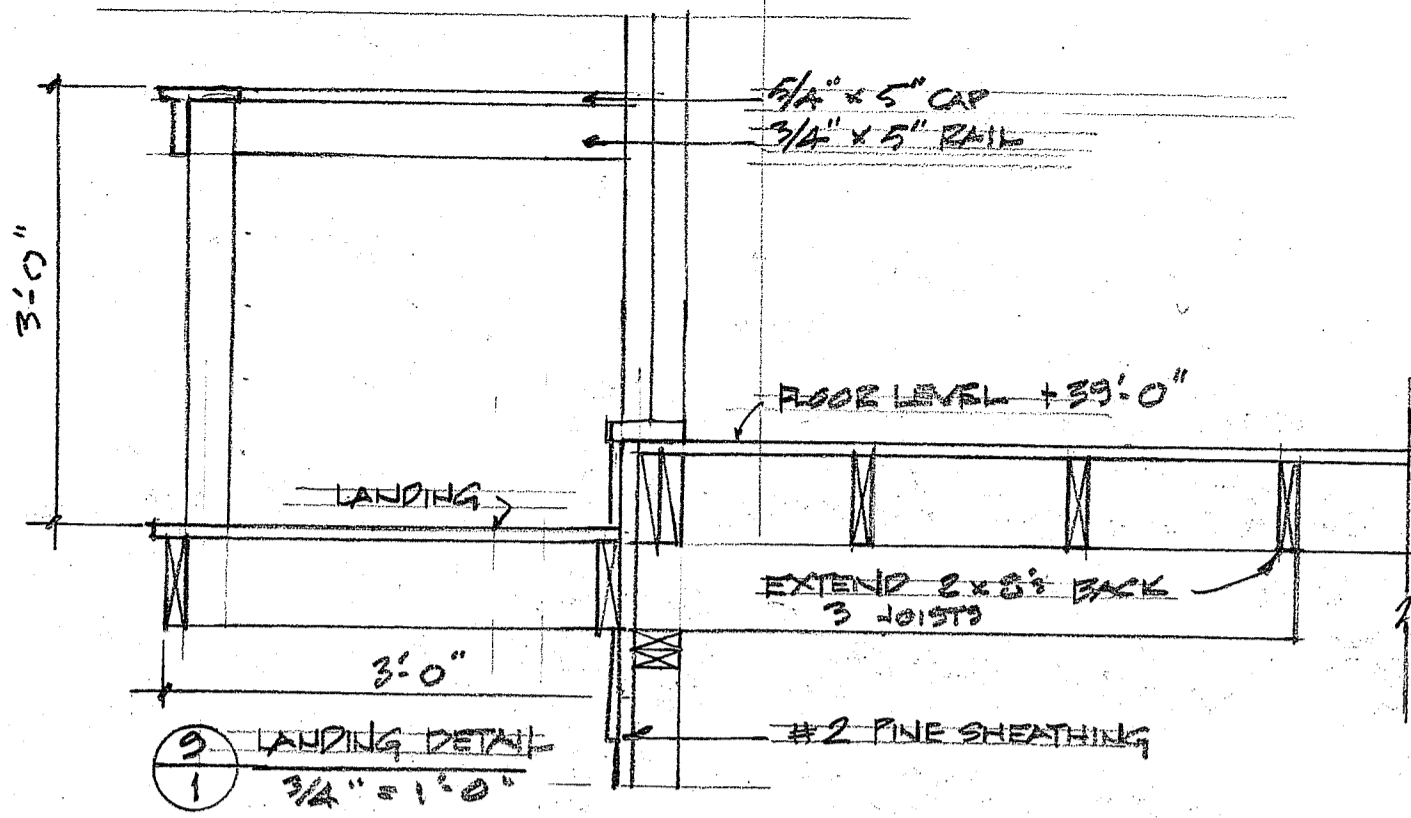 5/4" x 5" CAP
3/4" x 5" RAIL
3'-0"
FLOOR LEVEL +39'-0"
LANDING
EXTEND 2x8's BACK
3 JOISTS
3'-0"
#2 PINE SHEATHING
9 LANDING DETAIL
1 3/4" = 1'-0"